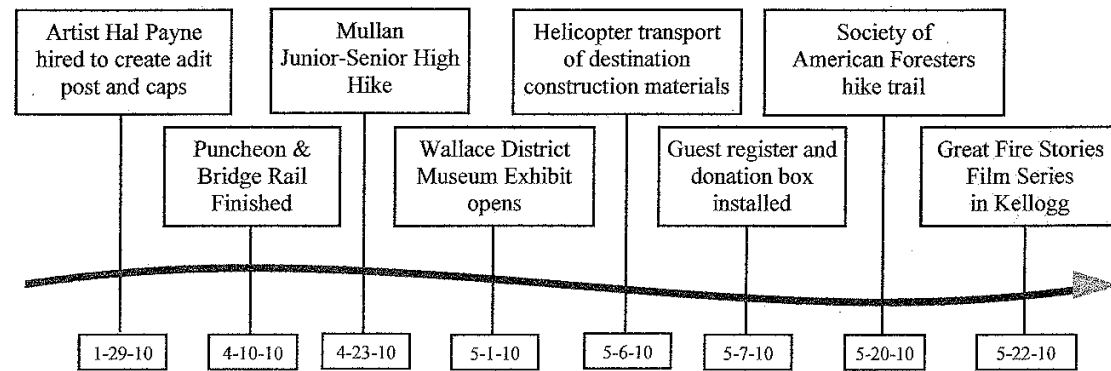 Artist Hal Payne
hired to create adit
post and caps
Mullan
Junior-Senior High
Hike
Helicopter transport
of destination
construction materials
Society of
American Foresters
hike trail
Puncheon &
Bridge Rail
Finished
Wallace District
Museum Exhibit
opens
Guest register and
donation box
installed
Great Fire Stories
Film Series
in Kellogg
1-29-10
4-10-10
4-23-10
5-1-10
5-6-10
5-7-10
5-20-10
5-22-10